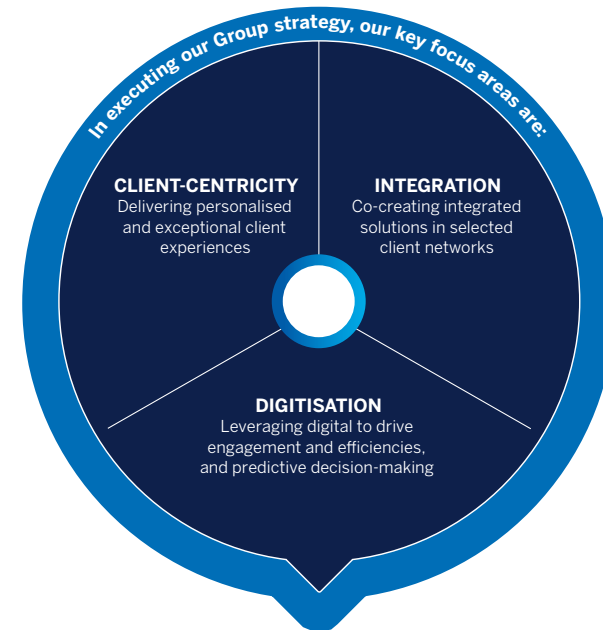 In executing our Group strategy, our key focus areas are:
CLIENT-CENTRICITY
Delivering personalised
and exceptional client
experiences
INTEGRATION
Co-creating integrated
solutions in selected
client networks
DIGITISATION
Leveraging digital to drive
engagement and efficiencies,
and predictive decision-making